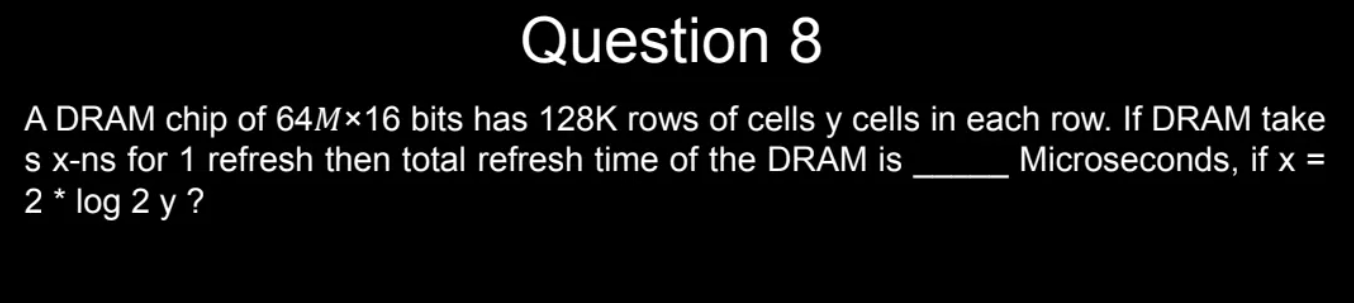 Question 8
A DRAM chip of 64M×16 bits has 128K rows of cells y cells in each row. If DRAM take
s x-ns for 1 refresh then total refresh time of the DRAM is _____ Microseconds, if x =
2 * log 2 y ?